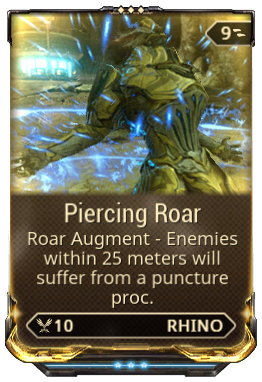 9
Piercing Roar
Roar Augment - Enemies
within 25 meters will
suffer from a puncture
proc.
10 RHINO